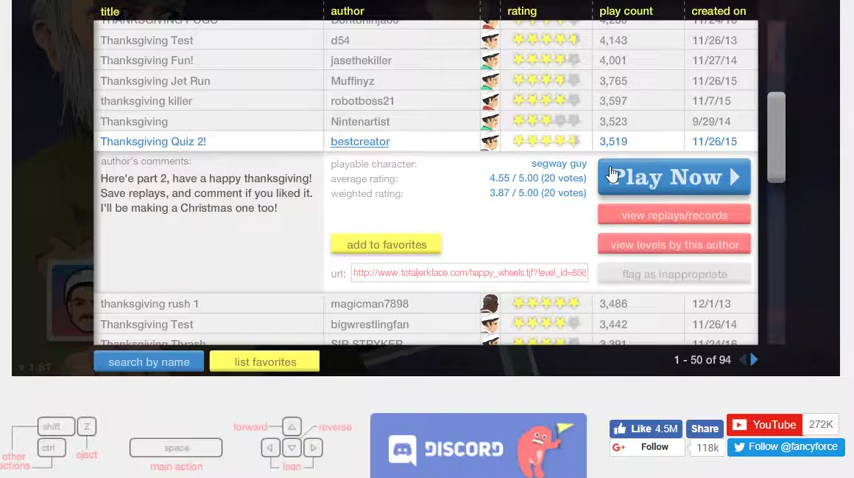 title author rating play count created on
Thanksgiving Test d54 4,143 11/26/13
Thanksgiving Fun! jasethekiller 4,001 11/27/14
Thanksgiving Jet Run Muffinyz 3,765 11/26/15
thanksgiving killer robotboss21 3,597 11/7/15
Thanksgiving Nintenartist 3,523 9/29/14
Thanksgiving Quiz 2! bestcreator 3,519 11/26/15
author's comments:
Here'e part 2, have a happy thanksgiving!
Save replays, and comment if you liked it.
I'll be making a Christmas one too!
playable character: segway guy
average rating: 4.55 / 5.00 (20 votes)
weighted rating: 3.87 / 5.00 (20 votes)
add to favorites
url: http://www.totaljerkface.com/happy_wheels.tjf?level_id=856
Play Now
view replays/records
view levels by this author
flag as inappropriate
thanksgiving rush 1 magicman7898 3,486 12/1/13
Thanksgiving Test bigwrestlingfan 3,442 11/26/14
search by name list favorites 1 - 50 of 94
v 1.87
shift Z
ctrl eject
other
actions
space
main action
forward reverse
lean
DISCORD
Like 4.5M Share
G+ Follow 118k
YouTube 272K
Follow @fancyforce